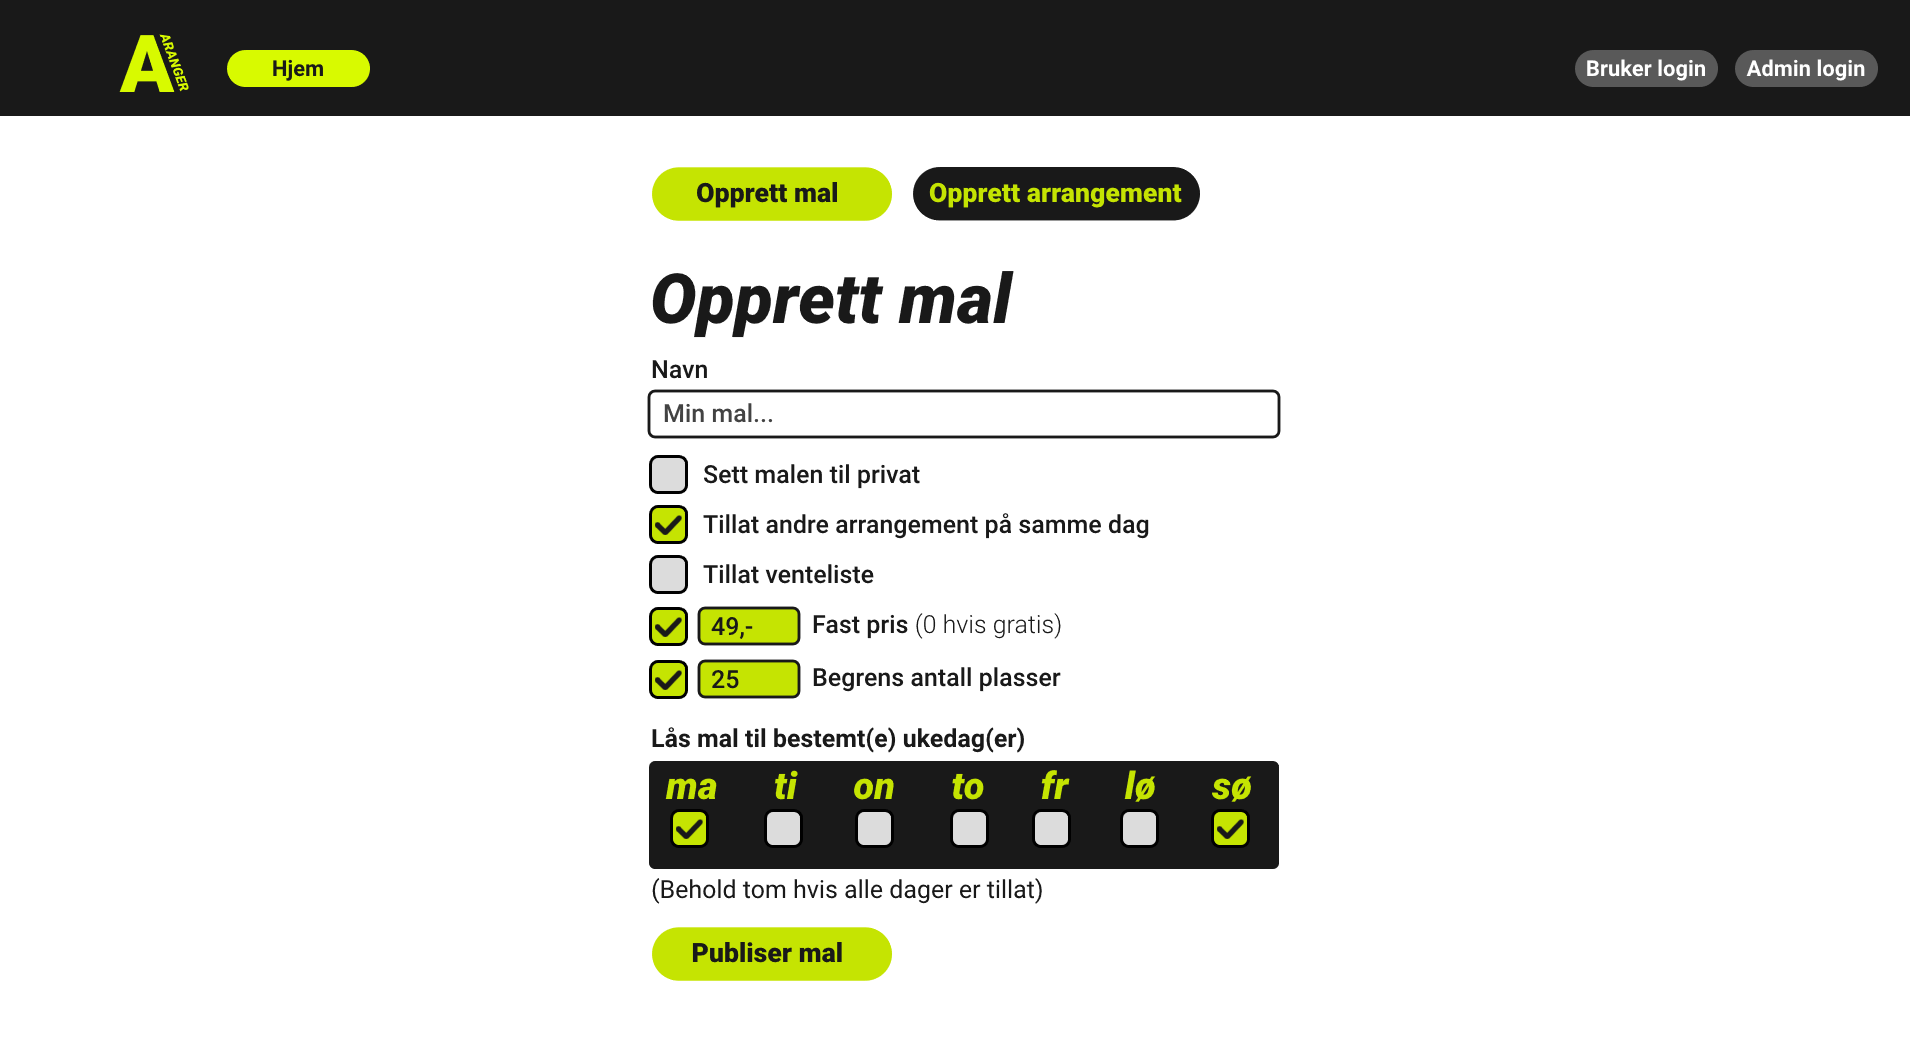 A ARANGER
Hjem
Bruker login
Admin login
Opprett mal
Opprett arrangement
Opprett mal
Navn
Min mal...
Sett malen til privat
Tillat andre arrangement på samme dag
Tillat venteliste
49,- Fast pris (0 hvis gratis)
25 Begrens antall plasser
Lås mal til bestemt(e) ukedag(er)
ma ti on to fr lø sø
(Behold tom hvis alle dager er tillat)
Publiser mal